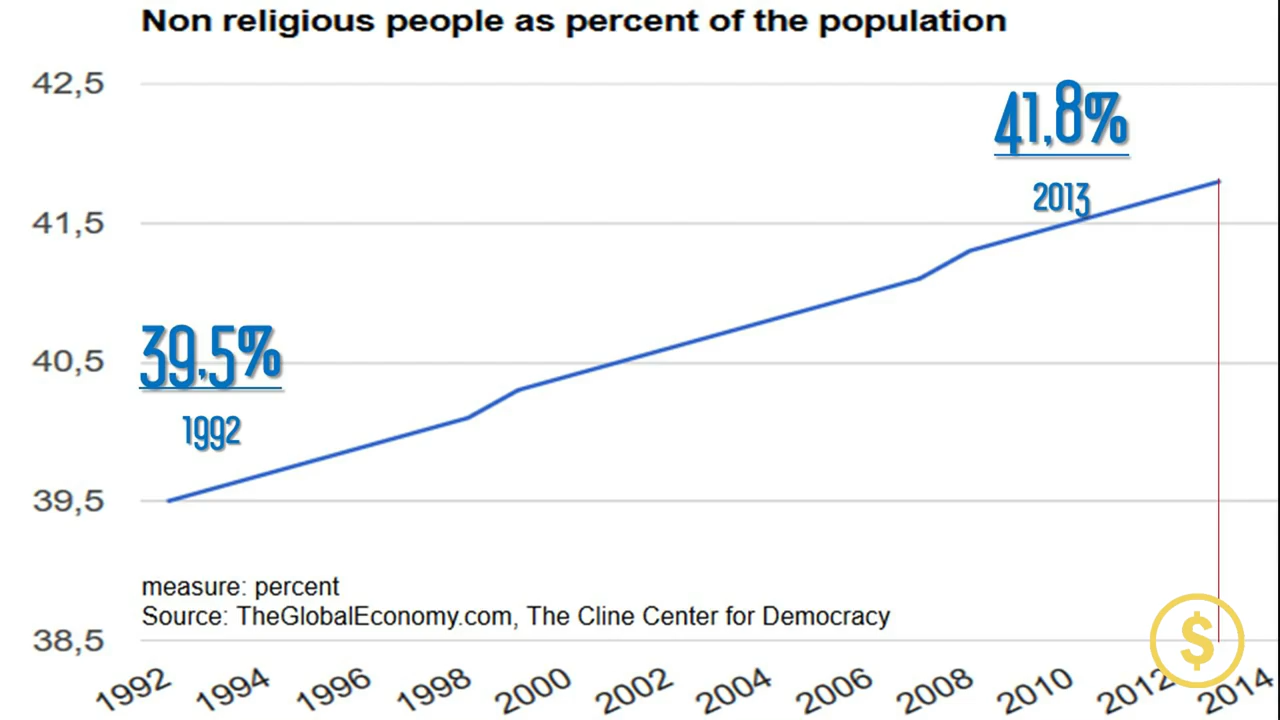 Non religious people as percent of the population
42,5
41,8%
2013
41,5
39,5%
40,5
1992
39,5
measure: percent
Source: TheGlobalEconomy.com, The Cline Center for Democracy
38,5
$
1992 1994 1996 1998 2000 2002 2004 2006 2008 2010 2012 2014